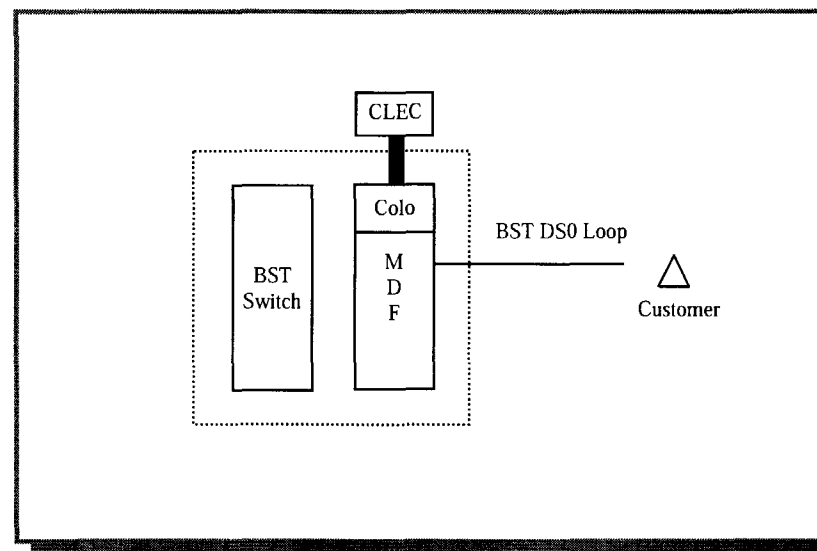 CLEC
Colo
BST DS0 Loop
M
D
F
BST
Switch
Customer